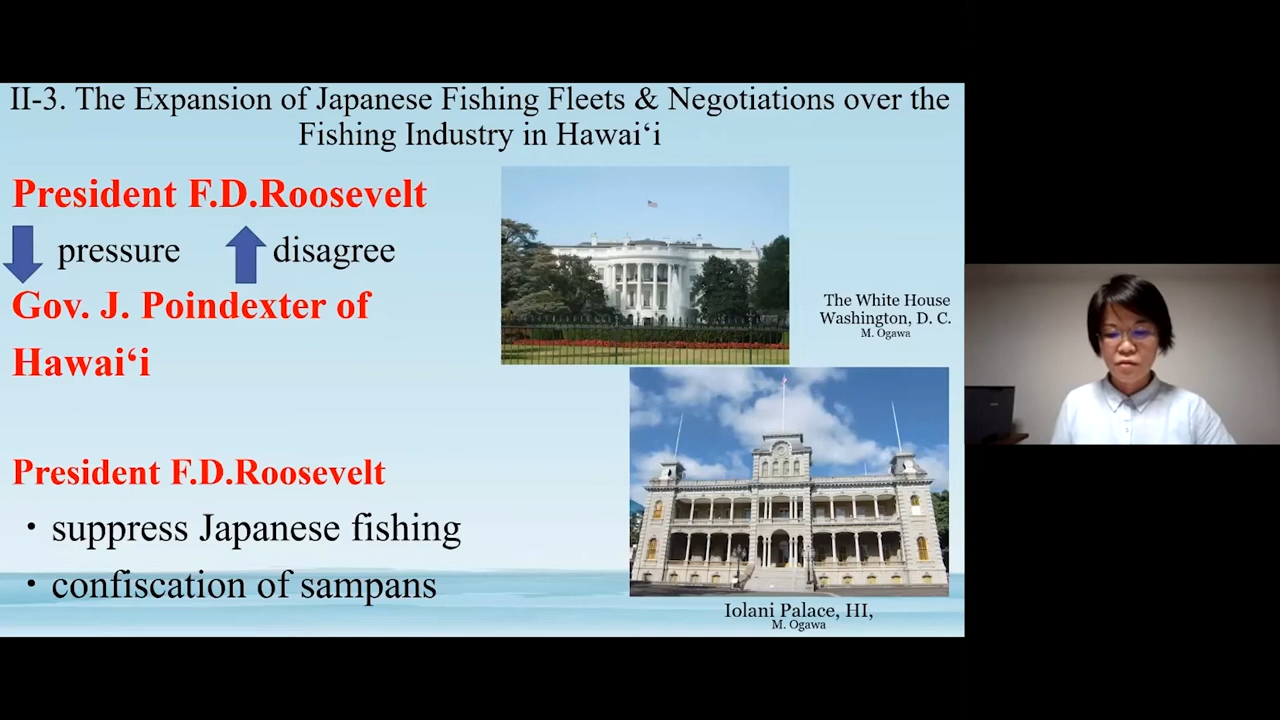 II-3. The Expansion of Japanese Fishing Fleets & Negotiations over the
Fishing Industry in Hawai‘i
President F.D.Roosevelt
pressure
disagree
Gov. J. Poindexter of
Hawai‘i
The White House
Washington, D. C.
M. Ogawa
President F.D.Roosevelt
・suppress Japanese fishing
・confiscation of sampans
Iolani Palace, HI,
M. Ogawa